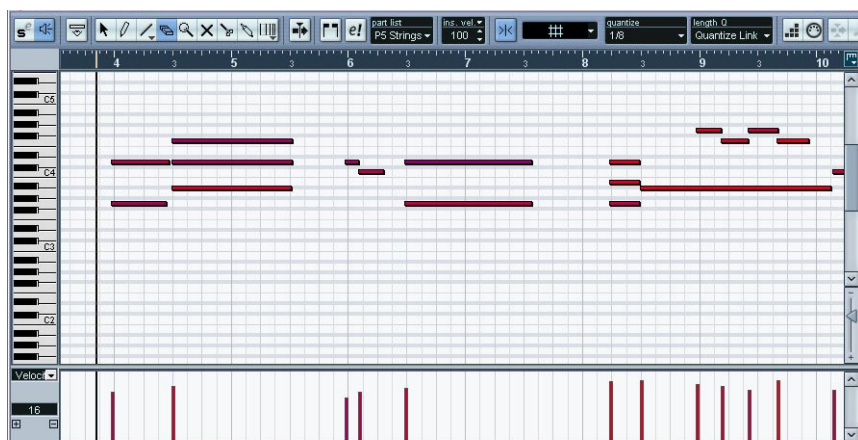 s e
e!
part list
P5 Strings
ins. vel.
100
quantize
1/8
length Q
Quantize Link
4 3 5 3 6 3 7 3 8 3 9 3 10
C5
C4
C3
C2
Veloci
16